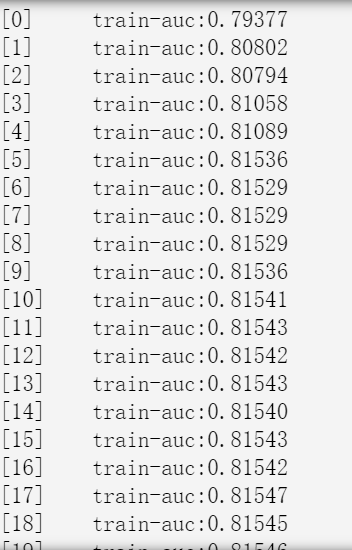 [0] train-auc:0.79377
[1] train-auc:0.80802
[2] train-auc:0.80794
[3] train-auc:0.81058
[4] train-auc:0.81089
[5] train-auc:0.81536
[6] train-auc:0.81529
[7] train-auc:0.81529
[8] train-auc:0.81529
[9] train-auc:0.81536
[10] train-auc:0.81541
[11] train-auc:0.81543
[12] train-auc:0.81542
[13] train-auc:0.81543
[14] train-auc:0.81540
[15] train-auc:0.81543
[16] train-auc:0.81542
[17] train-auc:0.81547
[18] train-auc:0.81545
[19] train-auc:0.81546